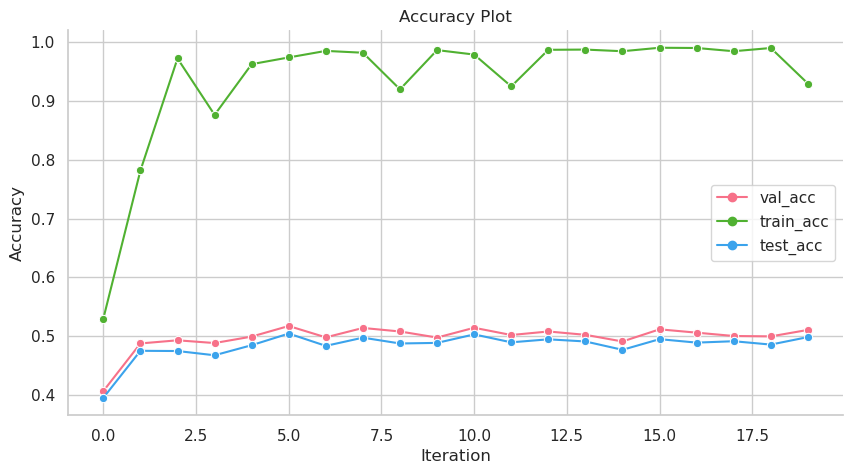 Accuracy Plot
1.0
0.9
0.8
0.7
0.6
0.5
0.4
Accuracy
val_acc
train_acc
test_acc
0.0 2.5 5.0 7.5 10.0 12.5 15.0 17.5
Iteration